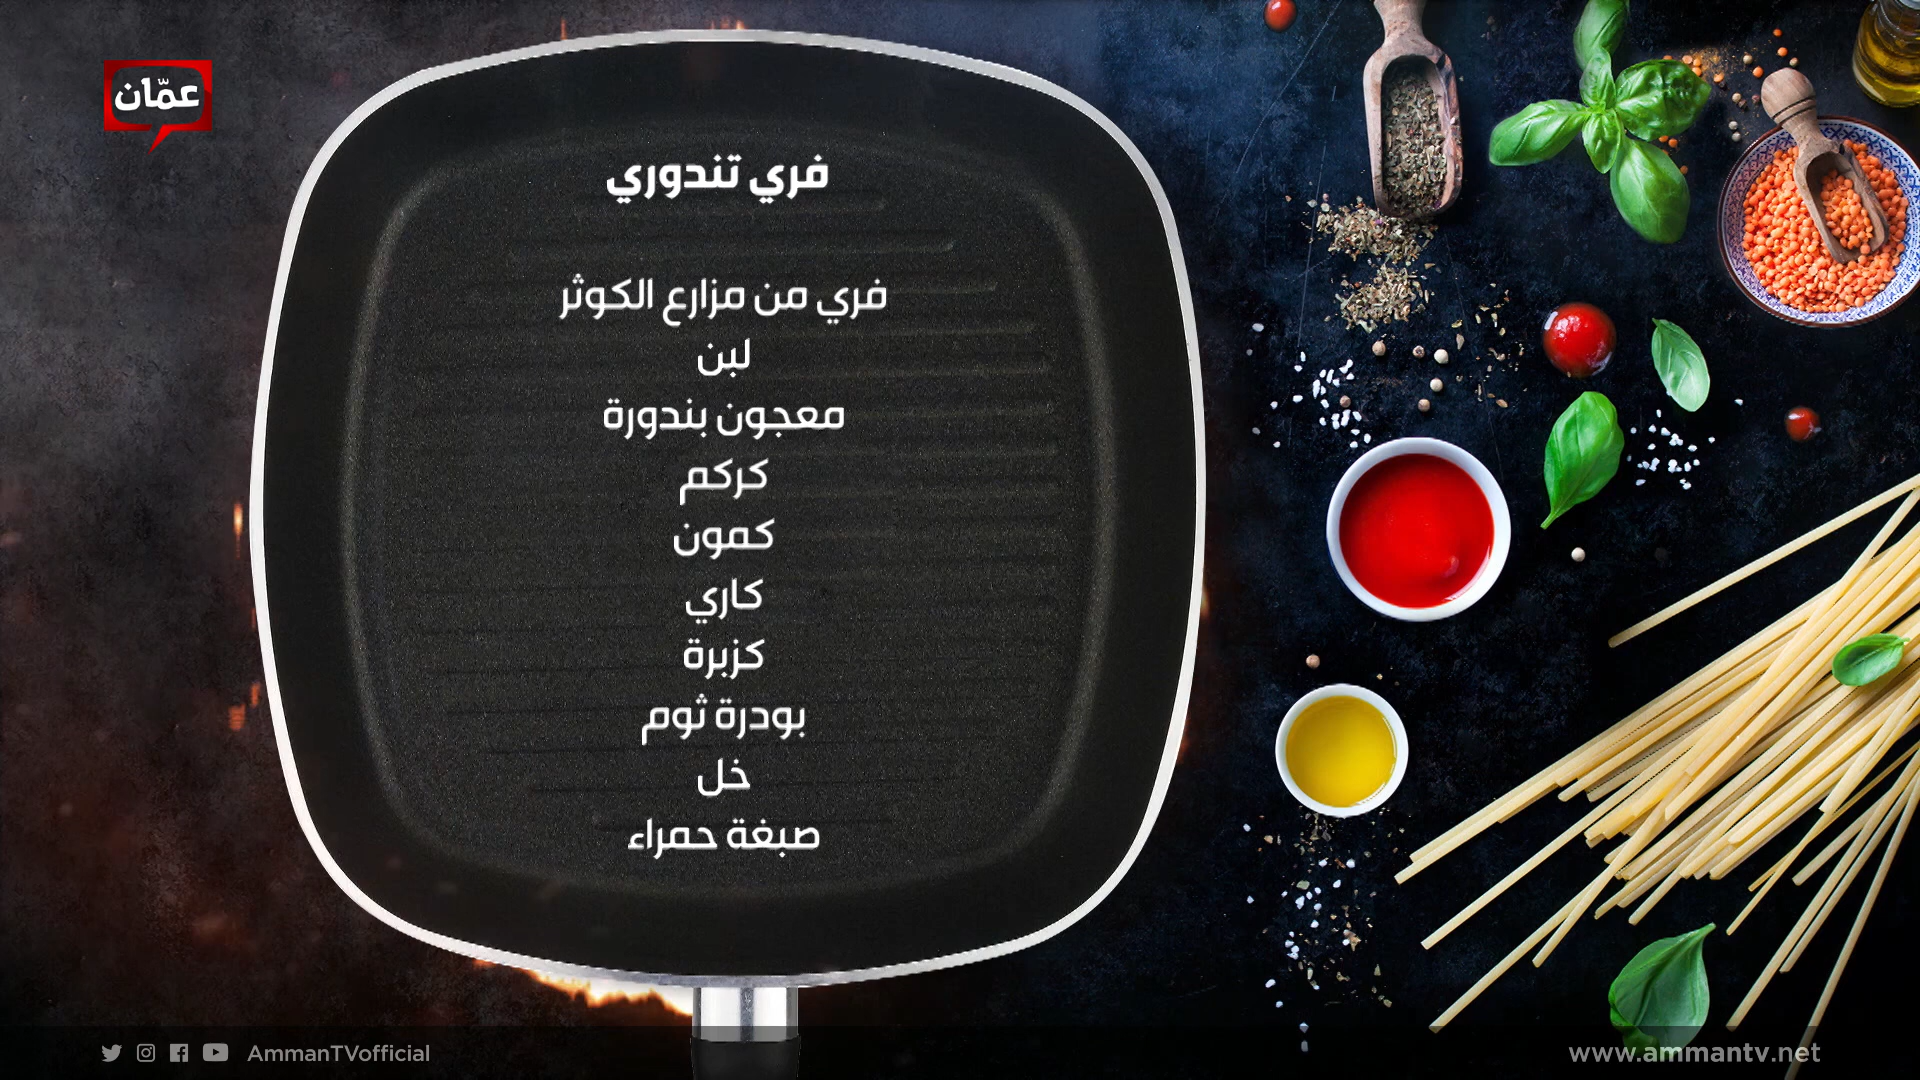 عمّان
فري تندوري
فري من مزارع الكوثر
لبن
معجون بندورة
كركم
كمون
كاري
كزبرة
بودرة ثوم
خل
صبغة حمراء
AmmanTVofficial
www.ammantv.net